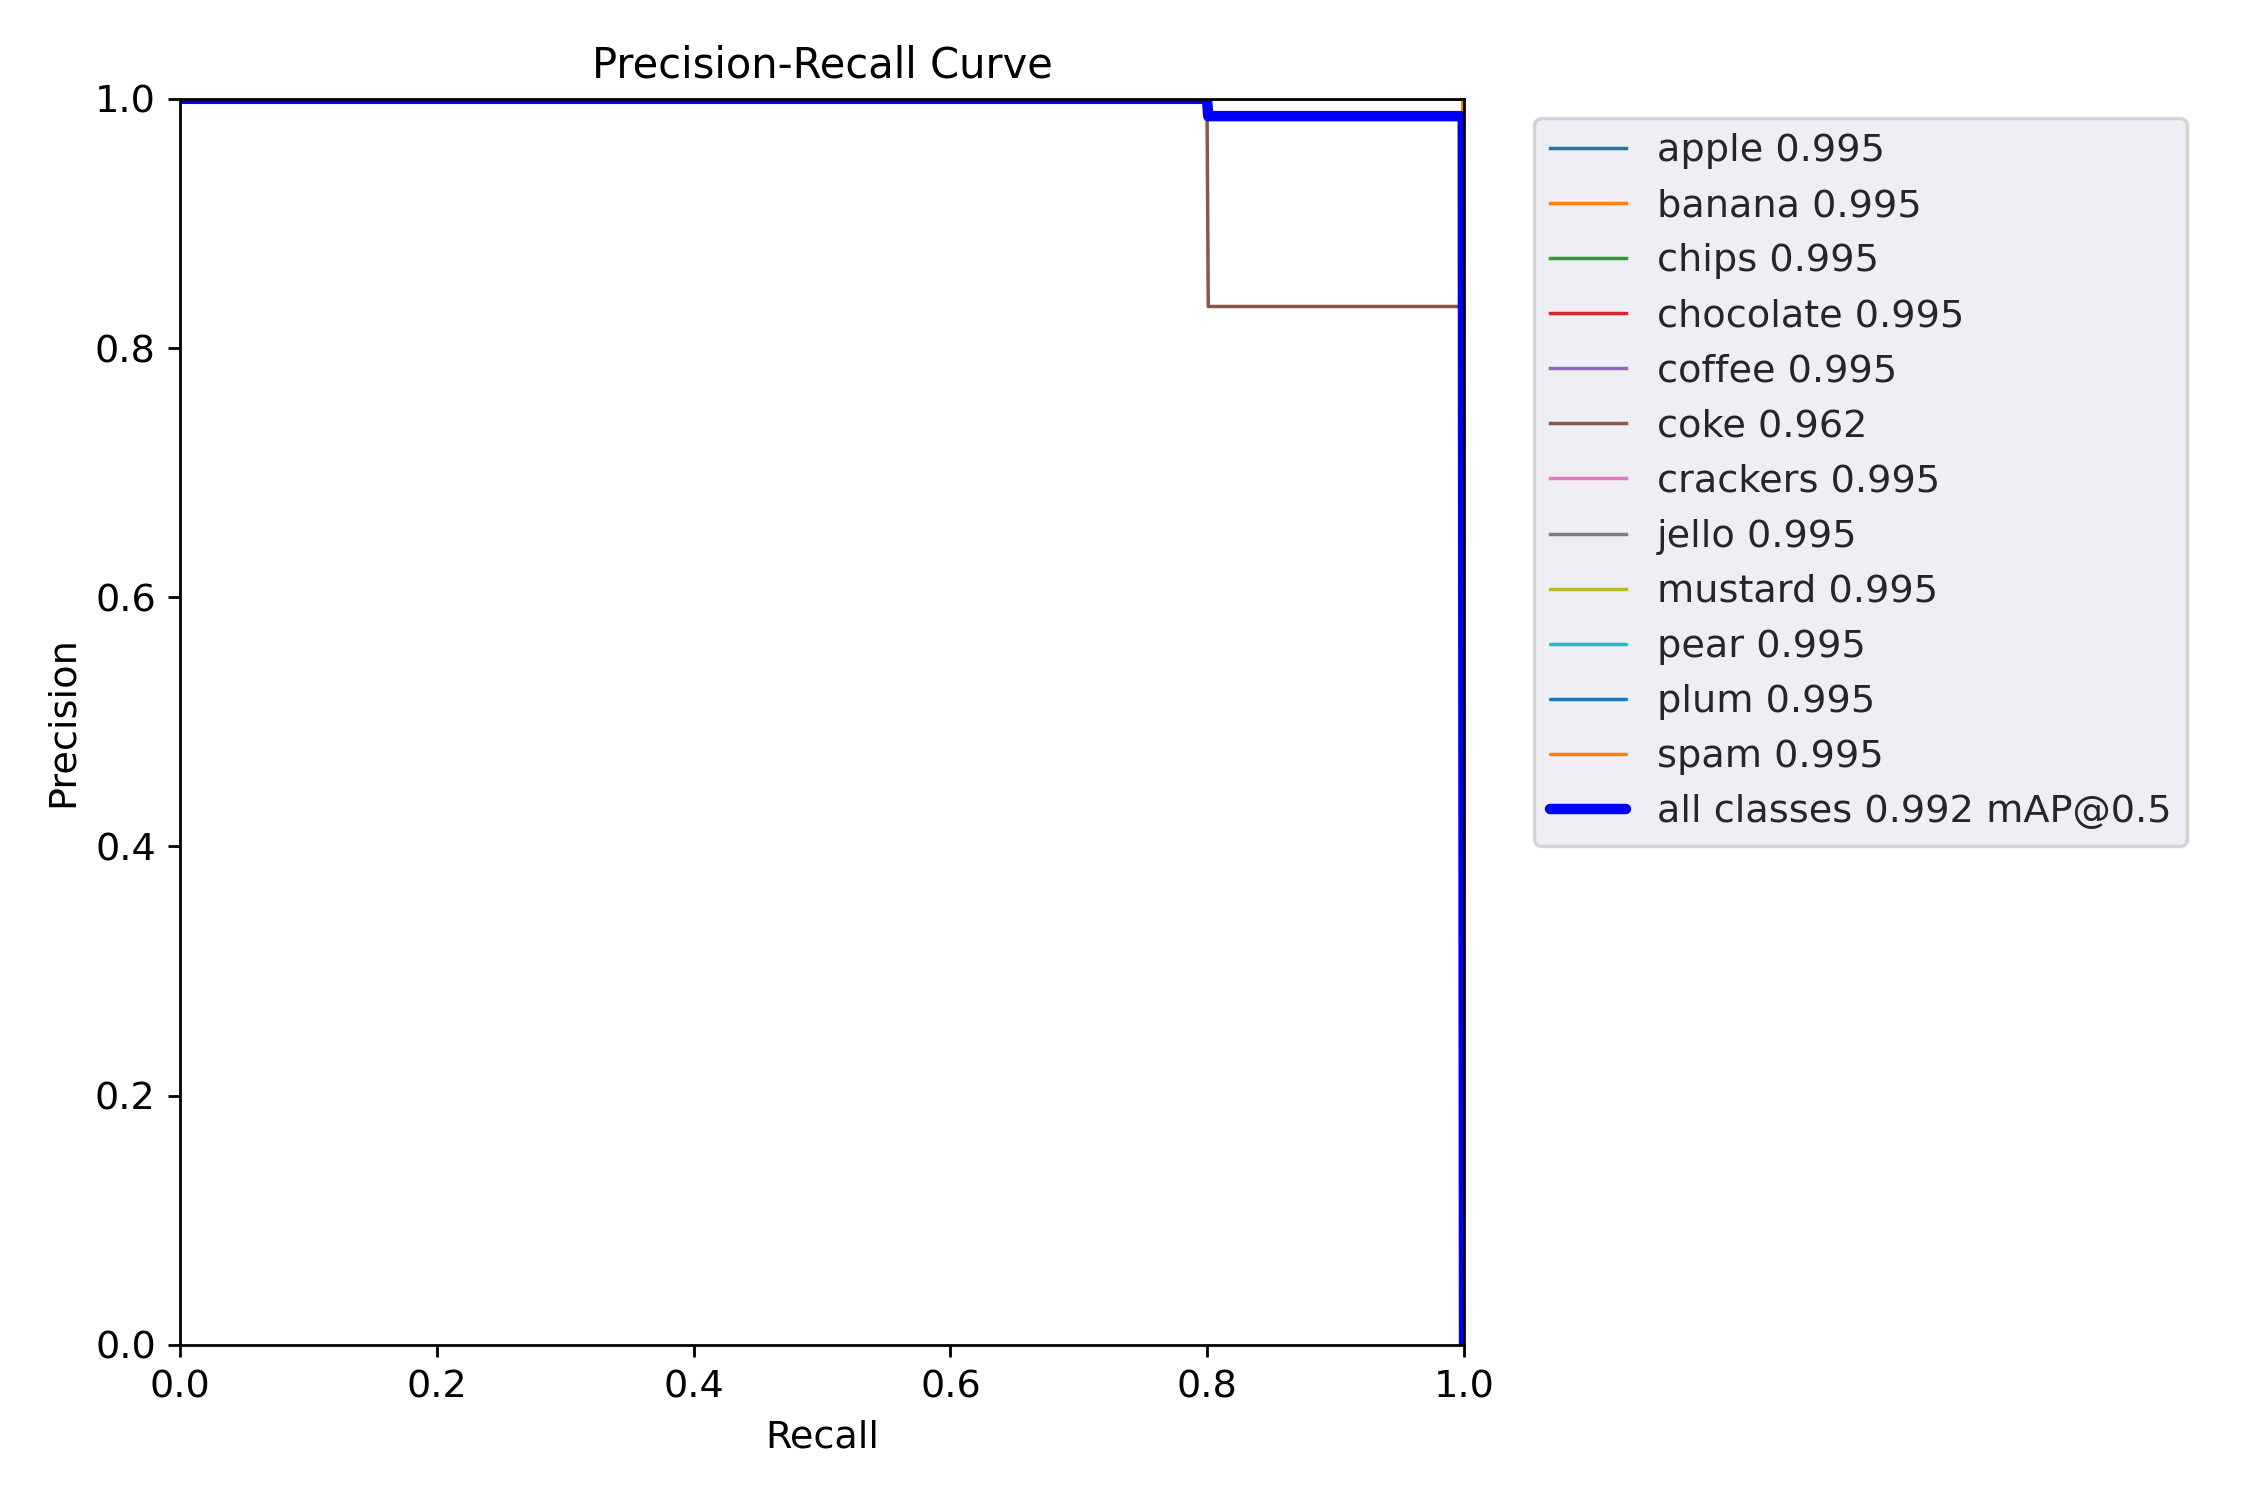 Precision-Recall Curve
1.0
0.8
0.6
0.4
0.2
0.0
Precision
0.0 0.2 0.4 0.6 0.8 1.0
Recall
apple 0.995
banana 0.995
chips 0.995
chocolate 0.995
coffee 0.995
coke 0.962
crackers 0.995
jello 0.995
mustard 0.995
pear 0.995
plum 0.995
spam 0.995
all classes 0.992 mAP@0.5